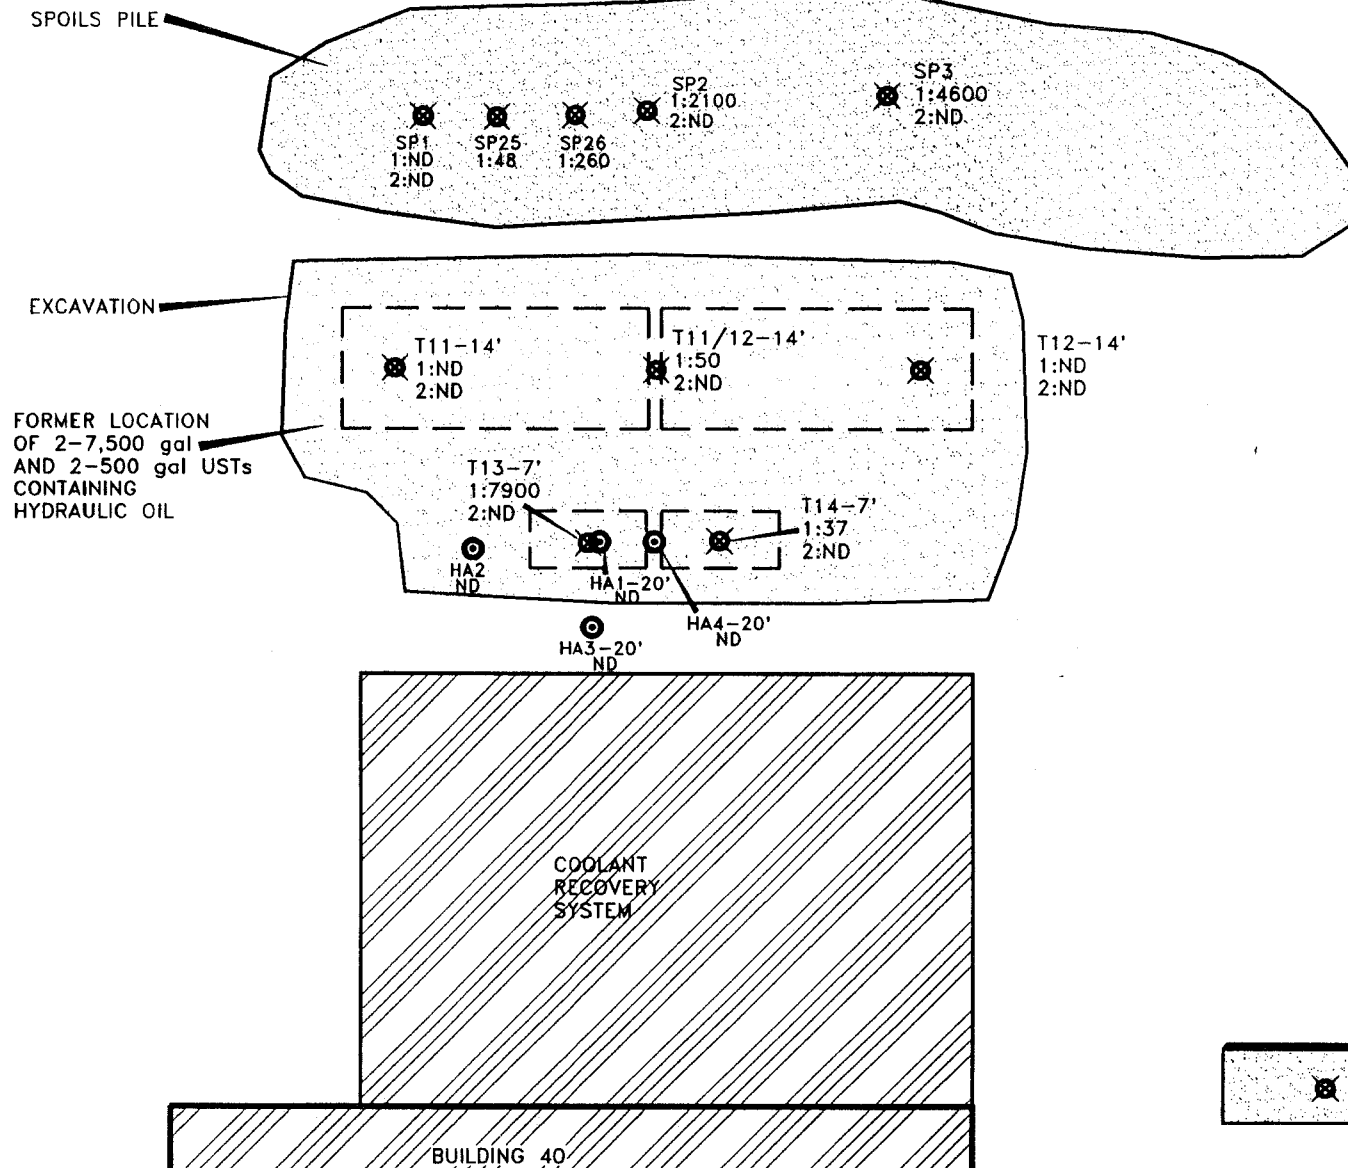 SPOILS PILE
SP1
1:ND
2:ND
SP25
1:48
SP26
1:260
SP2
1:2100
2:ND
SP3
1:4600
2:ND
EXCAVATION
T11-14'
1:ND
2:ND
T11/12-14'
1:50
2:ND
T12-14'
1:ND
2:ND
FORMER LOCATION
OF 2-7,500 gal
AND 2-500 gal USTs
CONTAINING
HYDRAULIC OIL
T13-7'
1:7900
2:ND
T14-7'
1:37
2:ND
HA2
ND
HA1-20'
ND
HA4-20'
ND
HA3-20'
ND
COOLANT
RECOVERY
SYSTEM
BUILDING 40